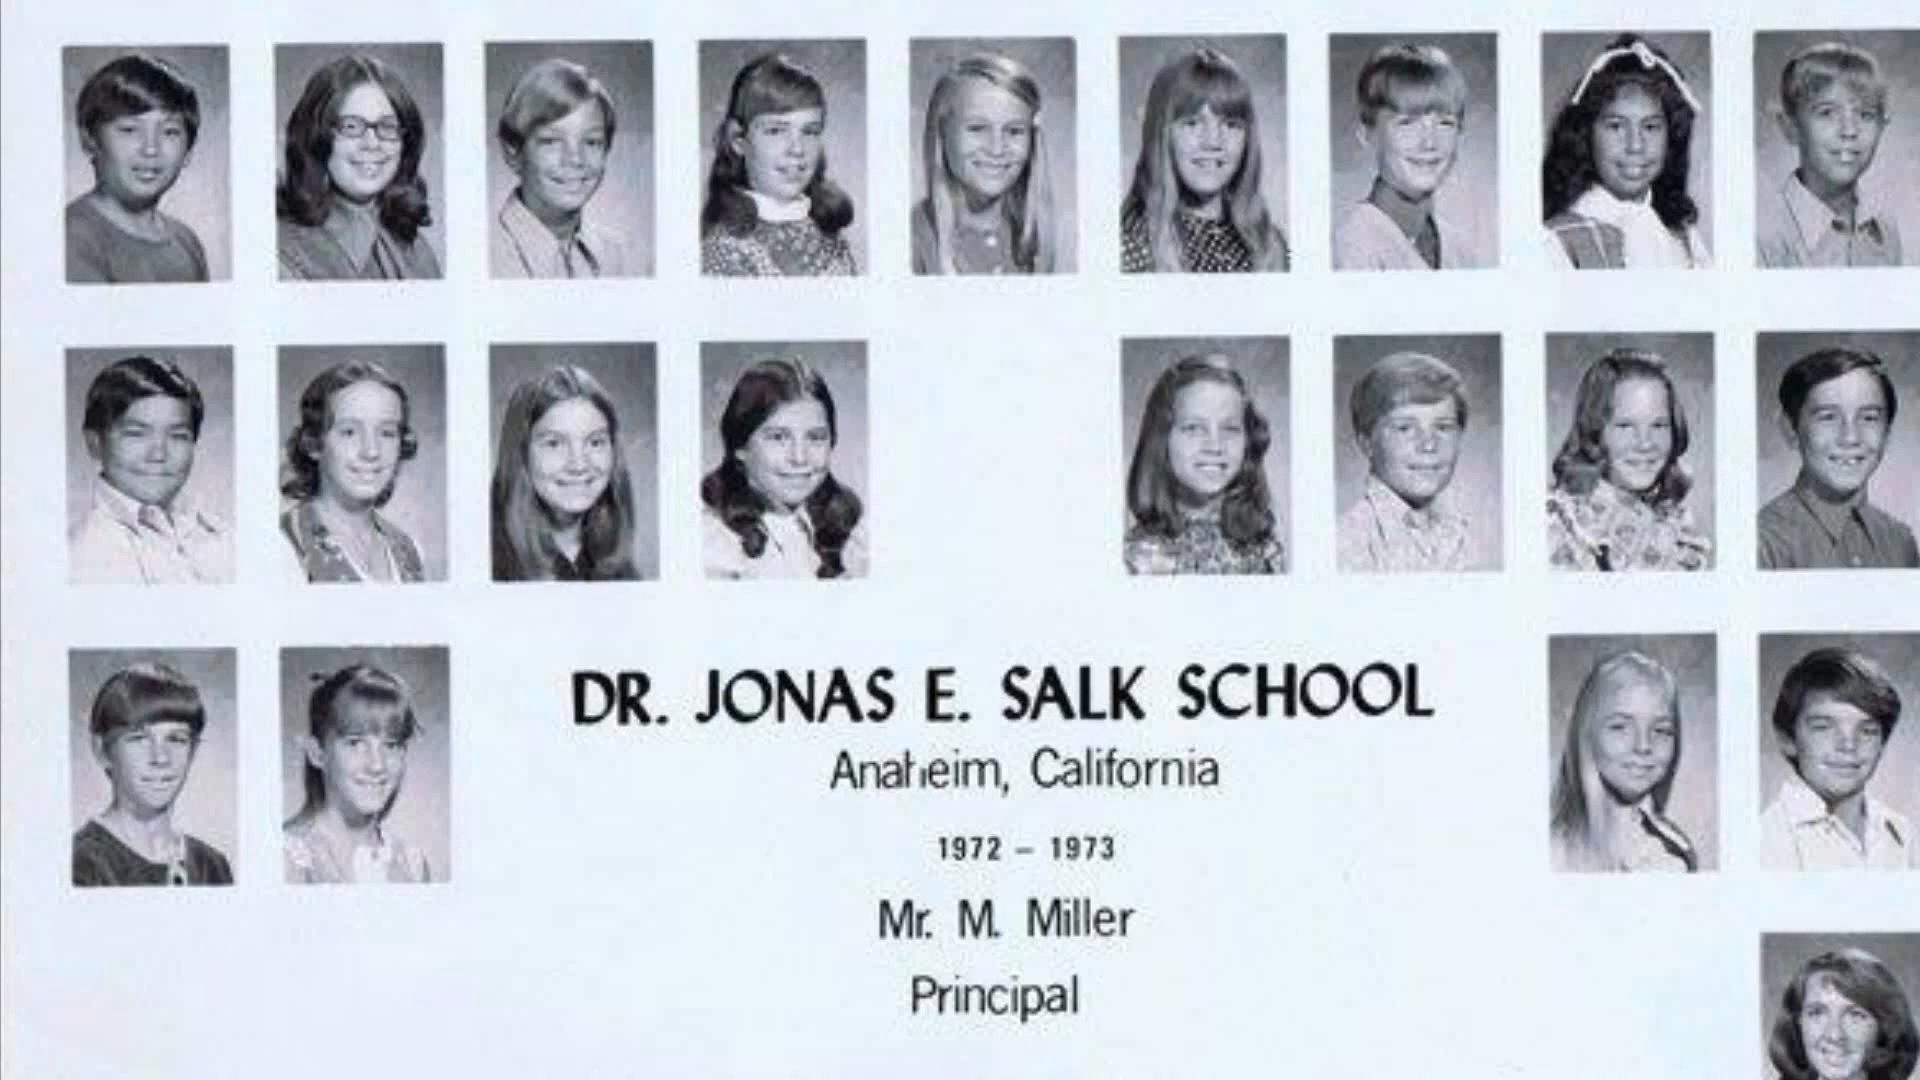 DR. JONAS E. SALK SCHOOL
Anaheim, California
1972 – 1973
Mr. M. Miller
Principal